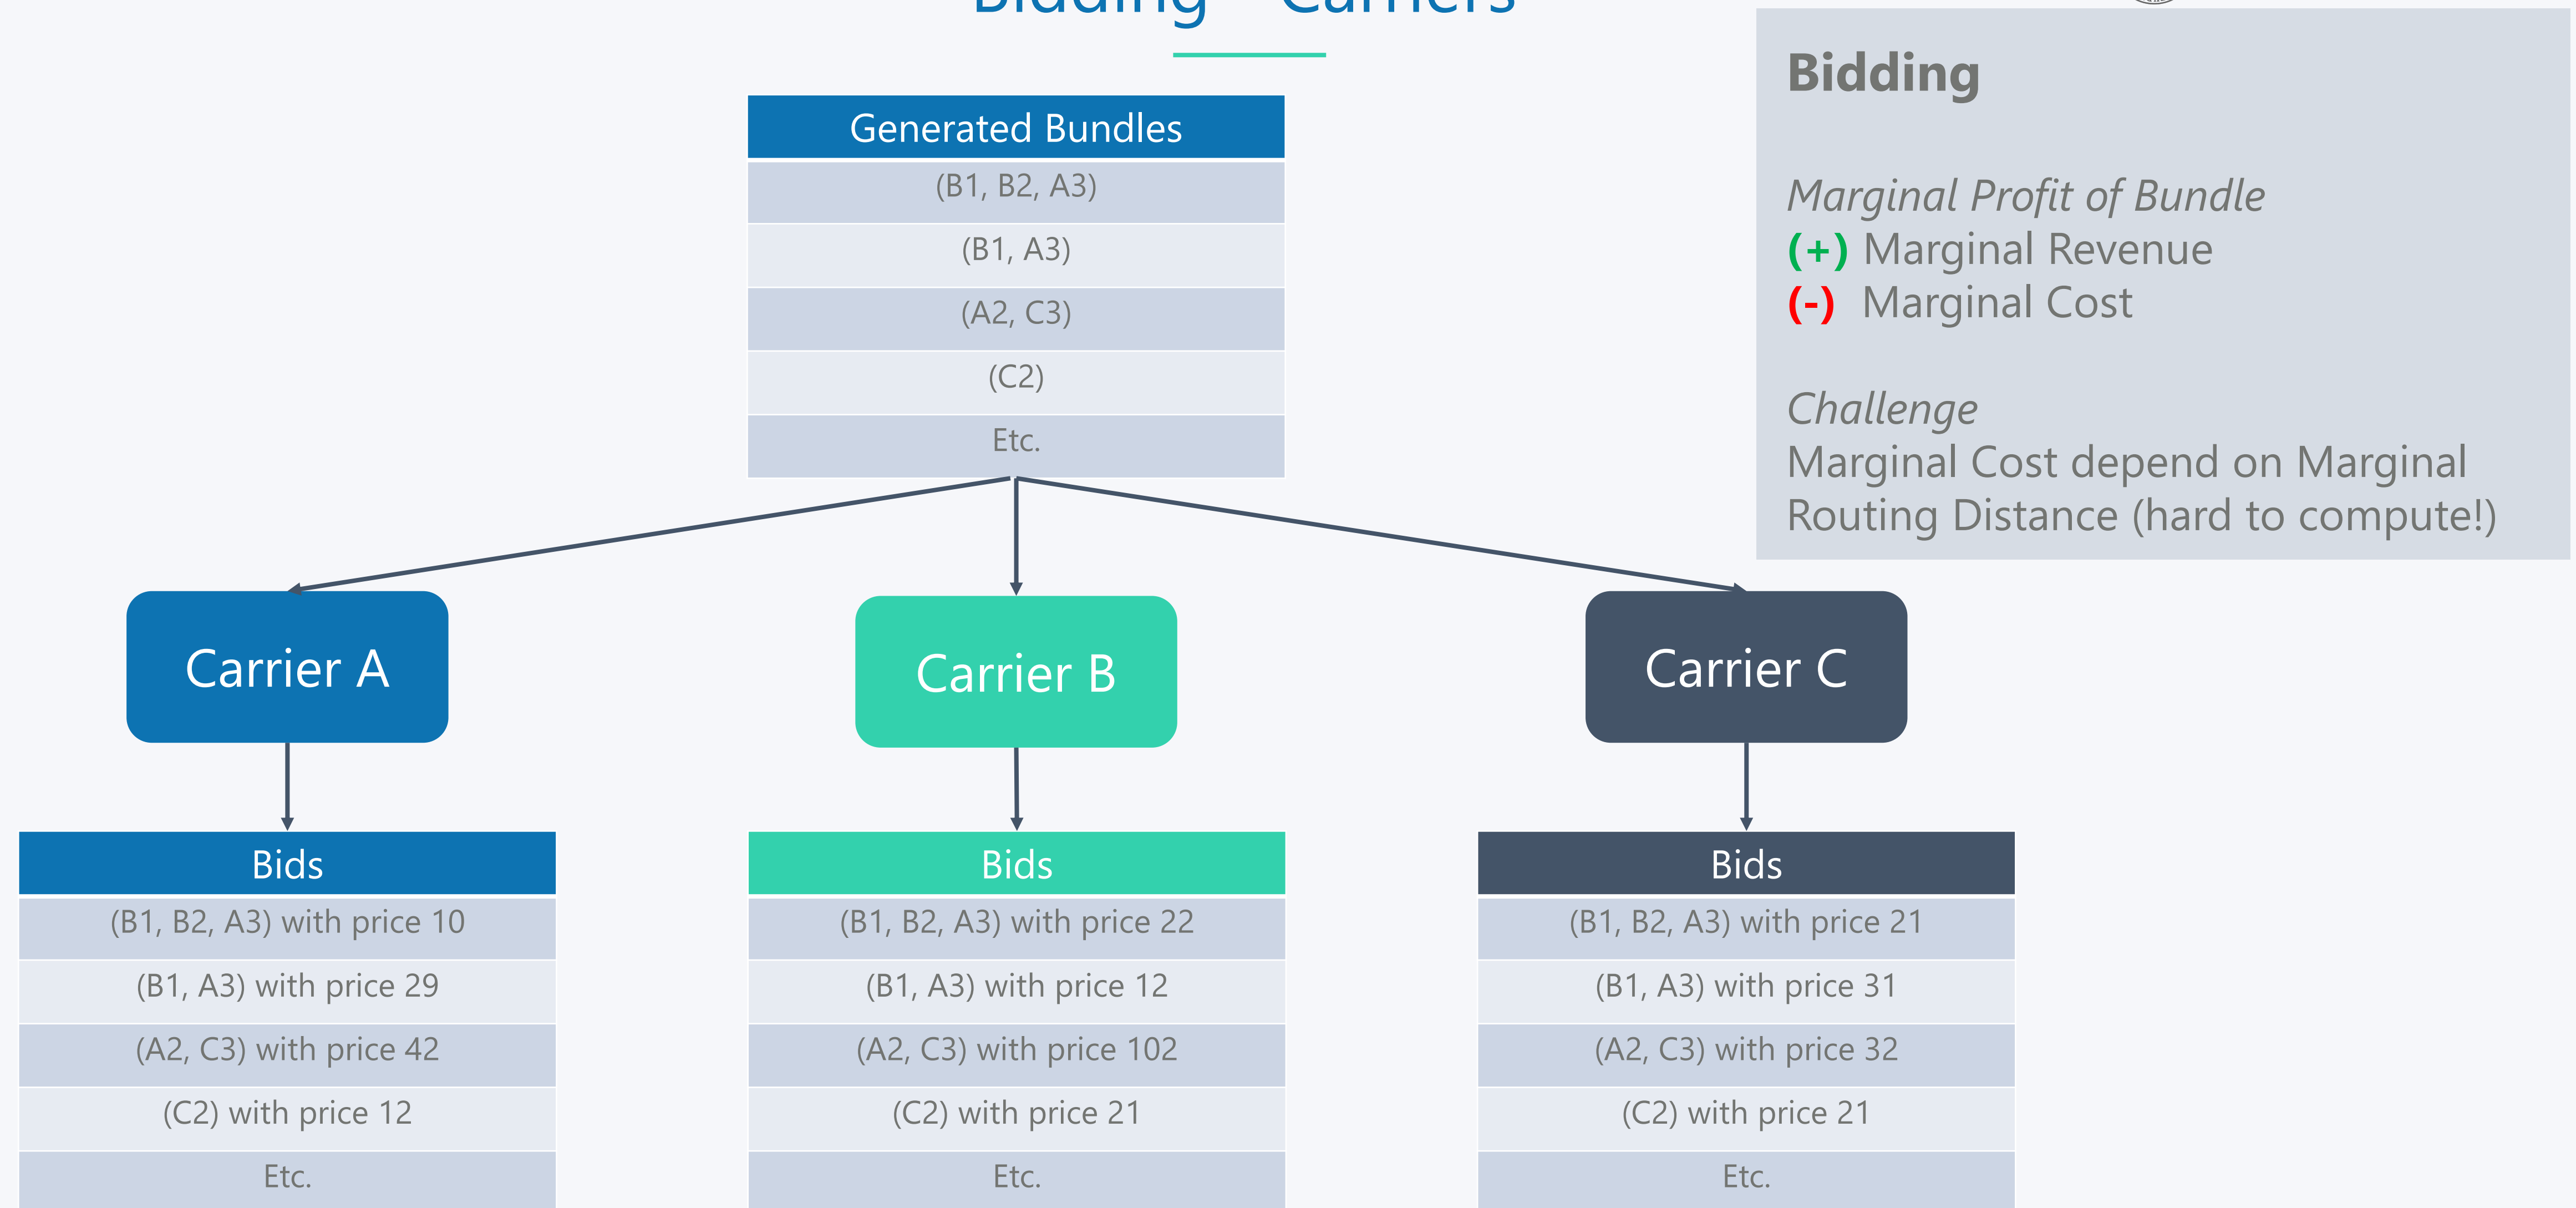 Bidding - Carriers
Bidding
Marginal Profit of Bundle
(+) Marginal Revenue
(-) Marginal Cost
Challenge
Marginal Cost depend on Marginal
Routing Distance (hard to compute!)
Generated Bundles
(B1, B2, A3)
(B1, A3)
(A2, C3)
(C2)
Etc.
Carrier A
Carrier B
Carrier C
Bids
(B1, B2, A3) with price 10
(B1, A3) with price 29
(A2, C3) with price 42
(C2) with price 12
Etc.
Bids
(B1, B2, A3) with price 22
(B1, A3) with price 12
(A2, C3) with price 102
(C2) with price 21
Etc.
Bids
(B1, B2, A3) with price 21
(B1, A3) with price 31
(A2, C3) with price 32
(C2) with price 21
Etc.